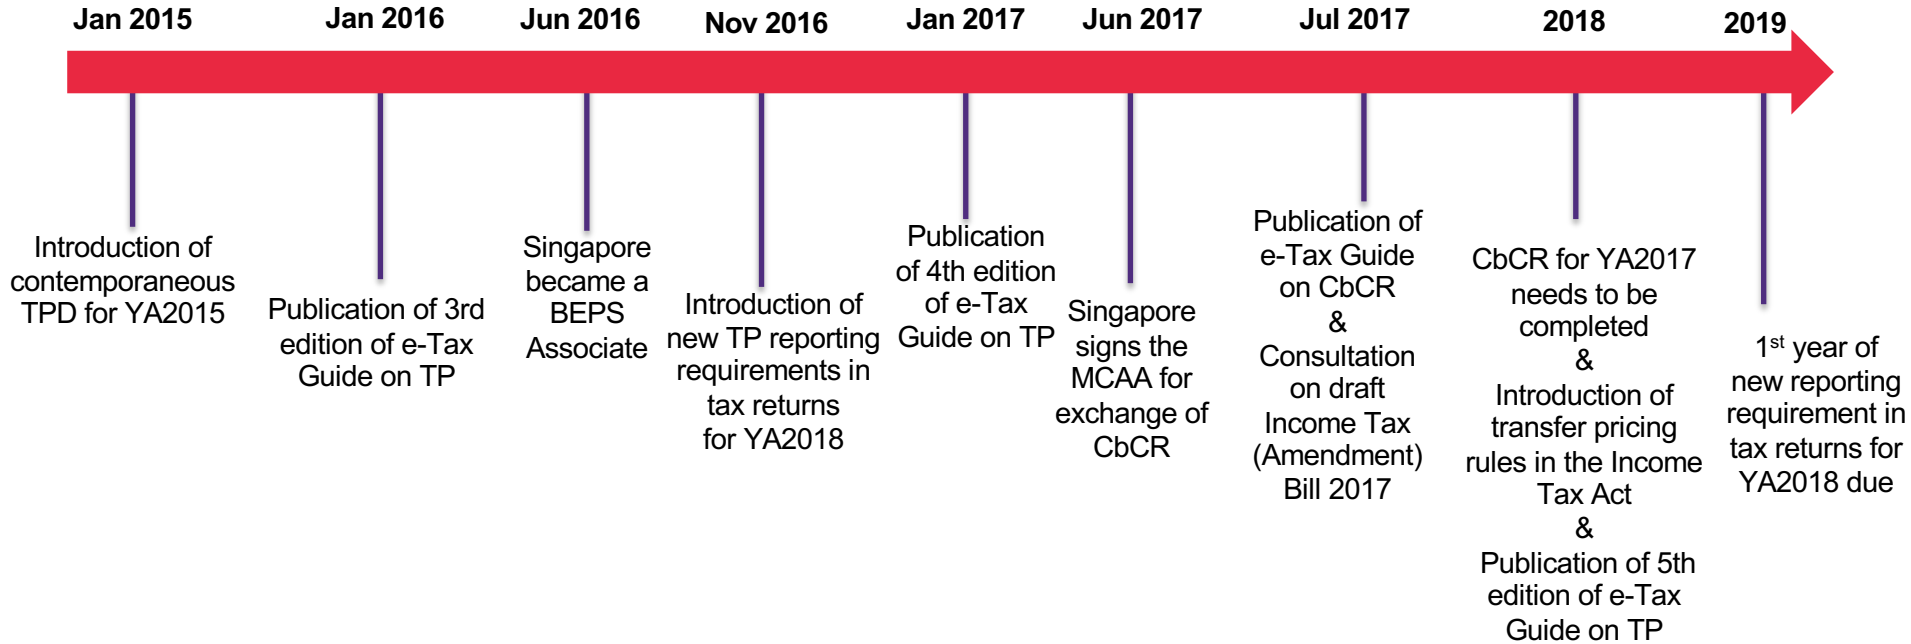 Jan 2015
Jan 2016
Jun 2016
Nov 2016
Jan 2017
Jun 2017
Jul 2017
2018
2019
Introduction of
contemporaneous
TPD for YA2015
Publication of 3rd
edition of e-Tax
Guide on TP
Singapore
became a
BEPS
Associate
Introduction of
new TP reporting
requirements in
tax returns
for YA2018
Publication
of 4th edition
of e-Tax
Guide on TP
Singapore
signs the
MCAA for
exchange of
CbCR
Publication of
e-Tax Guide
on CbCR
&
Consultation
on draft
Income Tax
(Amendment)
Bill 2017
CbCR for YA2017
needs to be
completed
&
Introduction of
transfer pricing
rules in the Income
Tax Act
&
Publication of 5th
edition of e-Tax
Guide on TP
1st year of
new reporting
requirement in
tax returns for
YA2018 due